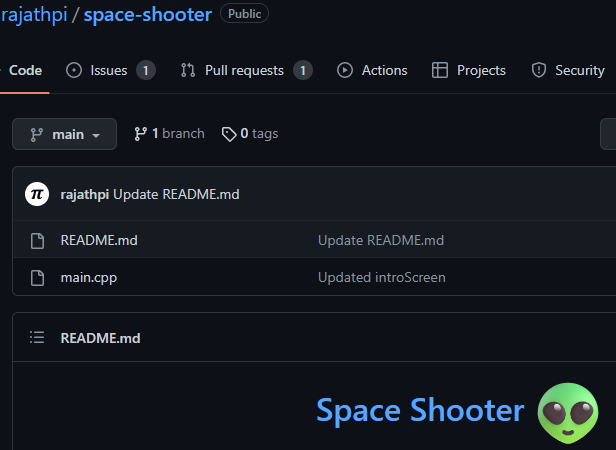 rajathpi / space-shooter Public
Code Issues 1 Pull requests 1 Actions Projects Security
main 1 branch 0 tags
π rajathpi Update README.md
README.md Update README.md
main.cpp Updated introScreen
README.md
Space Shooter